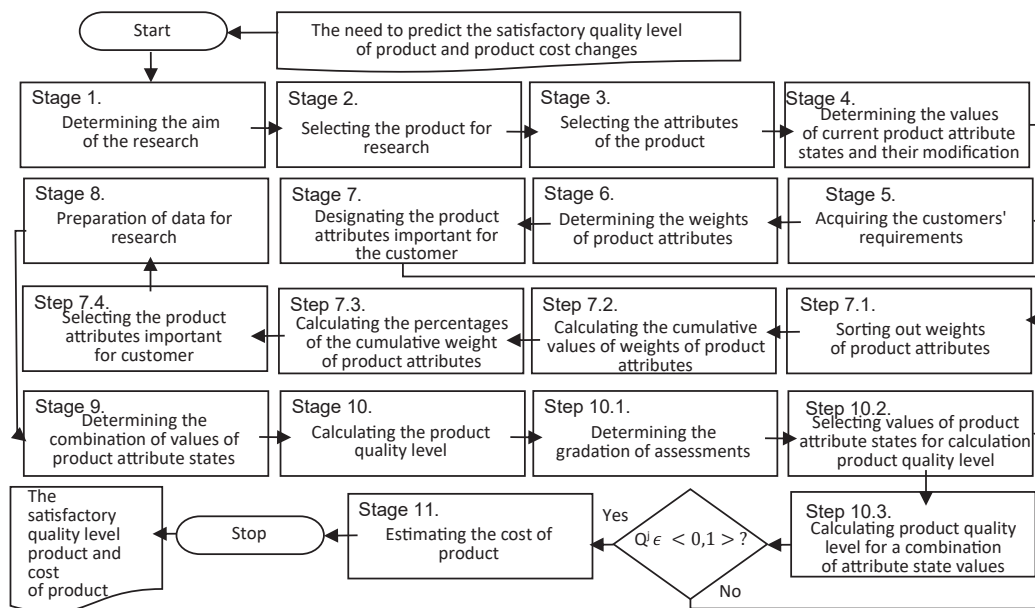 Start
The need to predict the satisfactory quality level
of product and product cost changes
Stage 1.
Determining the aim
of the research
Stage 2.
Selecting the product for
research
Stage 3.
Selecting the attributes
of the product
Stage 4.
Determining the values
of current product attribute
states and their modification
Stage 5.
Acquiring the customers'
requirements
Stage 6.
Determining the weights
of product attributes
Stage 7.
Designating the product
attributes important for
the customer
Stage 8.
Preparation of data for
research
Step 7.1.
Sorting out weights
of product attributes
Step 7.2.
Calculating the cumulative
values of weights of product
attributes
Step 7.3.
Calculating the percentages
of the cumulative weight
of product attributes
Step 7.4.
Selecting the product
attributes important
for customer
Stage 9.
Determining the
combination of values of
product attribute states
Stage 10.
Calculating the product
quality level
Step 10.1.
Determining the
gradation of assessments
Step 10.2.
Selecting values of product
attribute states for calculation
product quality level
Step 10.3.
Calculating product quality
level for a combination
of attribute state values
Qʲ ϵ < 0,1 > ?
No
Yes
Stage 11.
Estimating the cost of
product
Stop
The
satisfactory
quality level
product and
cost
of product